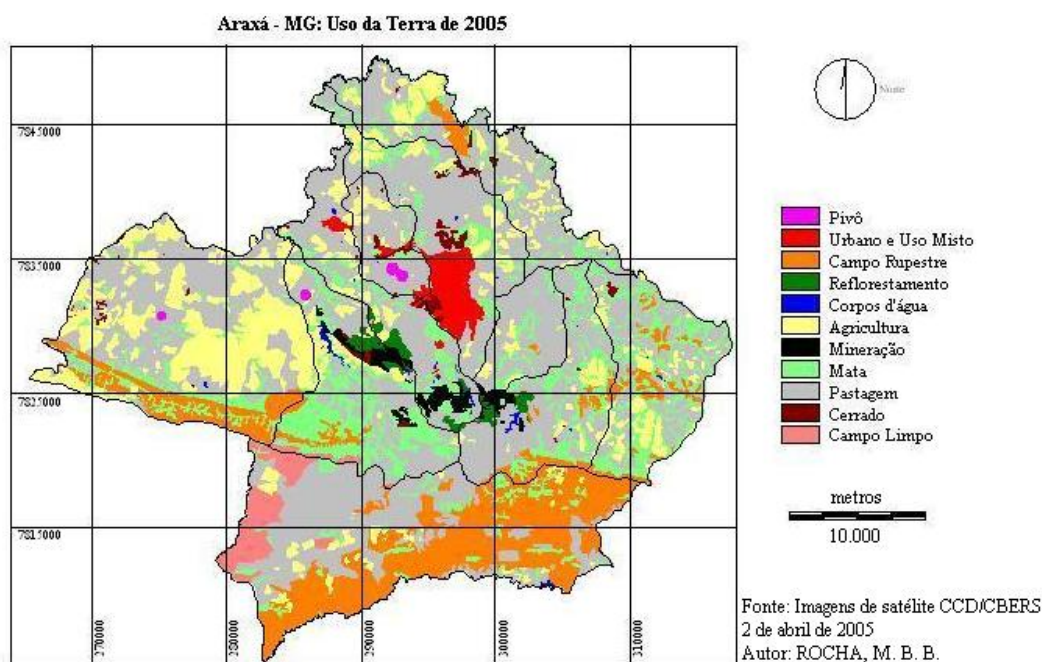 Araxá - MG: Uso da Terra de 2005
Norte
7845000
7835000
7825000
7815000
270000
280000
290000
300000
310000
Pivô
Urbano e Uso Misto
Campo Rupestre
Reflorestamento
Corpos d'água
Agricultura
Mineração
Mata
Pastagem
Cerrado
Campo Limpo
metros
10.000
Fonte: Imagens de satélite CCD/CBERS
2 de abril de 2005
Autor: ROCHA, M. B. B.